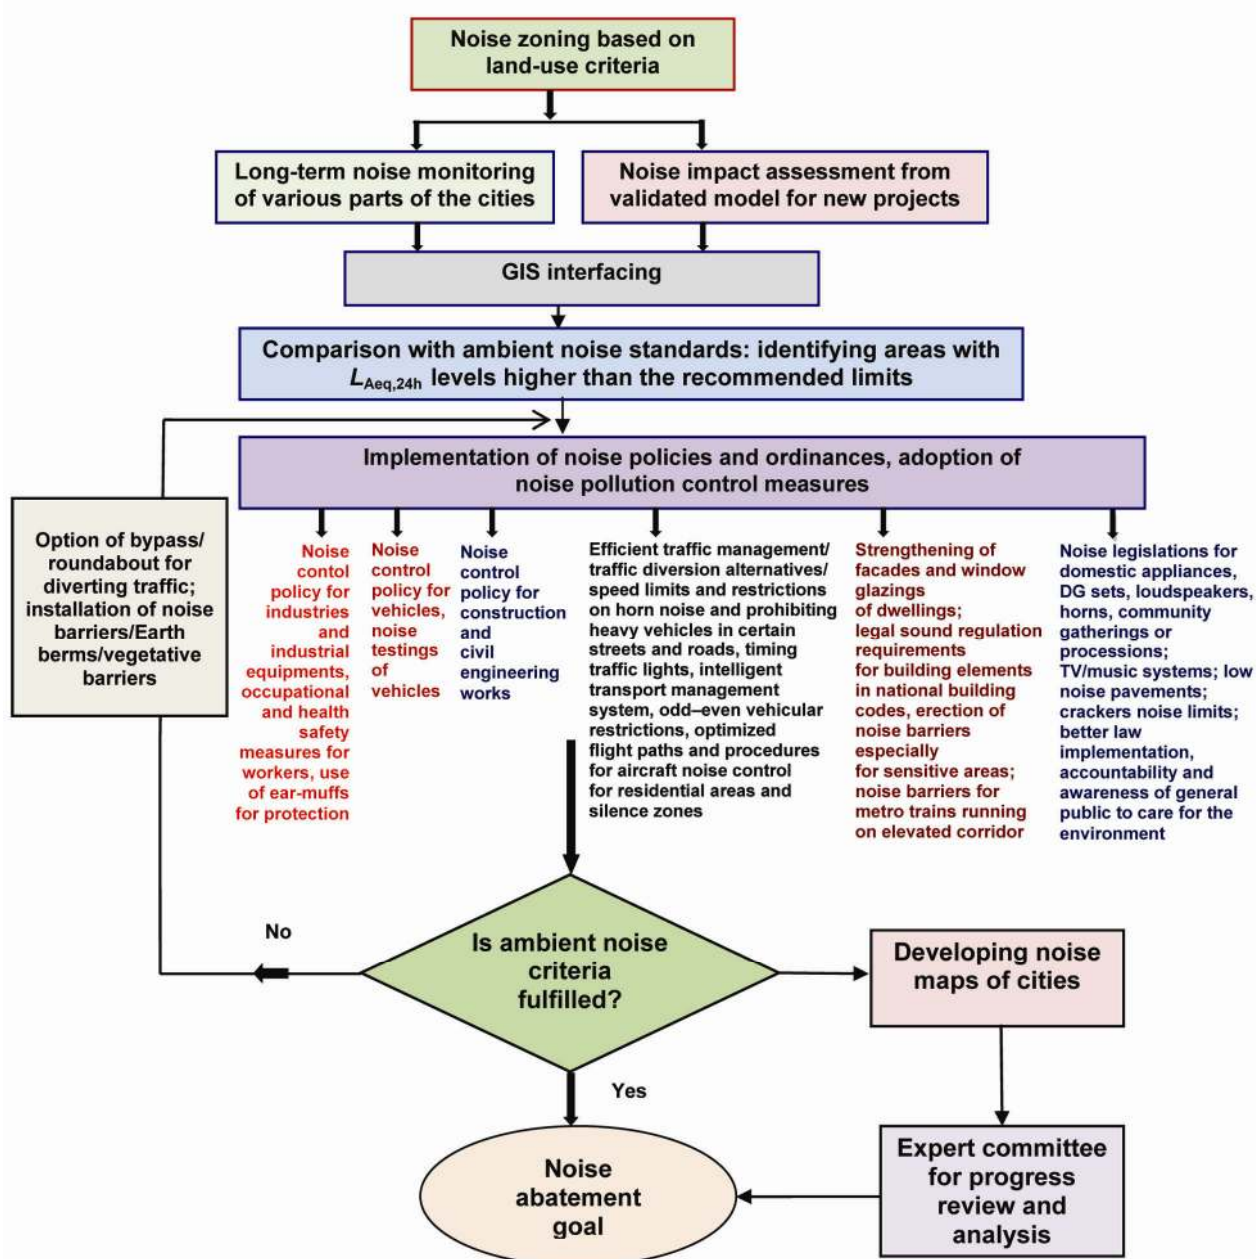 Noise zoning based on
land-use criteria
Long-term noise monitoring
of various parts of the cities
Noise impact assessment from
validated model for new projects
GIS interfacing
Comparison with ambient noise standards: identifying areas with
LAeq,24h levels higher than the recommended limits
Implementation of noise policies and ordinances, adoption of
noise pollution control measures
Option of bypass/
roundabout for
diverting traffic;
installation of noise
barriers/Earth
berms/vegetative
barriers
Noise
contol
policy for
industries
and
industrial
equipments,
occupational
and health
safety
measures for
workers, use
of ear-muffs
for protection
Noise
control
policy for
vehicles,
noise
testings
of
vehicles
Noise
control
policy for
construction
and
civil
engineering
works
Efficient traffic management/
traffic diversion alternatives/
speed limits and restrictions
on horn noise and prohibiting
heavy vehicles in certain
streets and roads, timing
traffic lights, intelligent
transport management
system, odd–even vehicular
restrictions, optimized
flight paths and procedures
for aircraft noise control
for residential areas and
silence zones
Strengthening of
facades and window
glazings
of dwellings;
legal sound regulation
requirements
for building elements
in national building
codes, erection of
noise barriers
especially
for sensitive areas;
noise barriers for
metro trains running
on elevated corridor
Noise legislations for
domestic appliances,
DG sets, loudspeakers,
horns, community
gatherings or
processions;
TV/music systems; low
noise pavements;
crackers noise limits;
better law
implementation,
accountability and
awareness of general
public to care for the
environment
No
Is ambient noise
criteria
fulfilled?
Developing noise
maps of cities
Yes
Noise
abatement
goal
Expert committee
for progress
review and
analysis